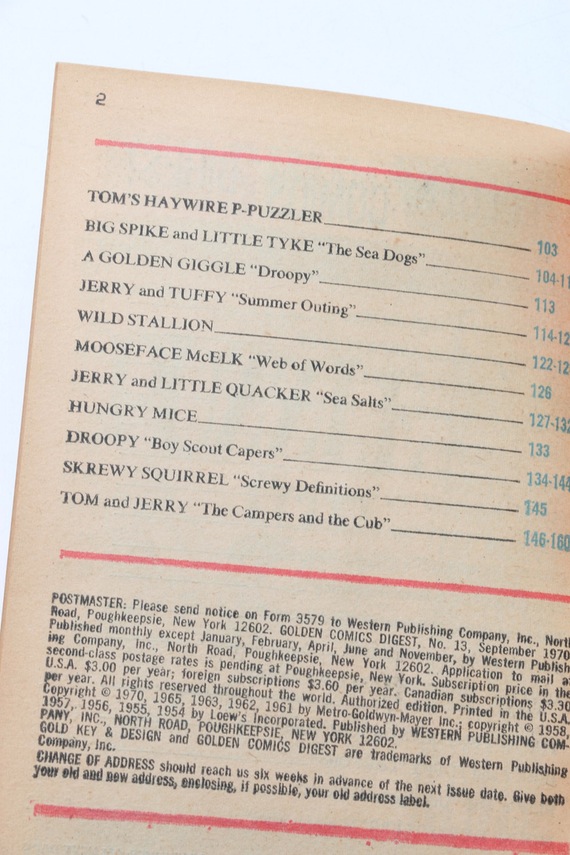 2
TOM'S HAYWIRE P-PUZZLER 103
BIG SPIKE and LITTLE TYKE "The Sea Dogs" 104-11
A GOLDEN GIGGLE "Droopy" 113
JERRY and TUFFY "Summer Outing" 114-12
WILD STALLION 122-12
MOOSEFACE McELK "Web of Words" 126
JERRY and LITTLE QUACKER "Sea Salts" 127-132
HUNGRY MICE 133
DROOPY "Boy Scout Capers" 134-144
SKREWY SQUIRREL "Screwy Definitions" 145
TOM and JERRY "The Campers and the Cub" 146-160
POSTMASTER: Please send notice on Form 3579 to Western Publishing Company, Inc., North
Road, Poughkeepsie, New York 12602. GOLDEN COMICS DIGEST, No. 13, September 1970
Published monthly except January, February, April, June and November, by Western Publish
ing Company, Inc., North Road, Poughkeepsie, New York 12602. Application to mail at
second-class postage rates is pending at Poughkeepsie, New York. Subscription price in the
U.S.A. $3.00 per year; foreign subscriptions $3.60 per year. Canadian subscriptions $3.30
per year. All rights reserved throughout the world. Authorized edition. Printed in the U.S.A.
Copyright © 1970, 1965, 1963, 1962, 1961 by Metro-Goldwyn-Mayer Inc.; copyright © 1958,
1957, 1956, 1955, 1954 by Loew's Incorporated. Published by WESTERN PUBLISHING COM-
PANY, INC., NORTH ROAD, POUGHKEEPSIE, NEW YORK 12602.
GOLD KEY & DESIGN and GOLDEN COMICS DIGEST are trademarks of Western Publishing
Company, Inc.
CHANGE OF ADDRESS should reach us six weeks in advance of the next issue date. Give both
your old and new address, enclosing, if possible, your old address label.